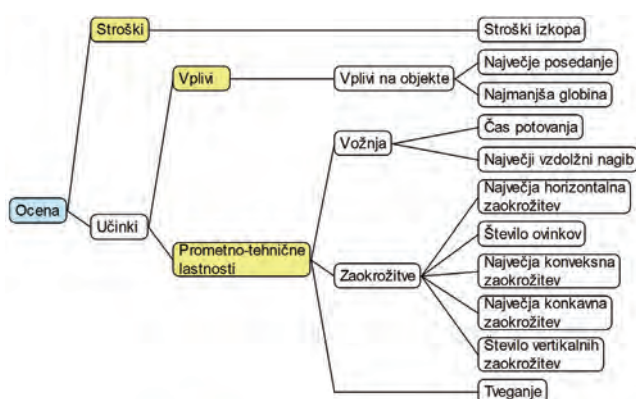 Stroški
Stroški izkopa
Največje posedanje
Vplivi
Vplivi na objekte
Najmanjša globina
Čas potovanja
Vožnja
Največji vzdolžni nagib
Največja horizontalna
zaokrožitev
Ocena
Učinki
Število ovinkov
Prometno-tehnične
lastnosti
Največja konveksna
zaokrožitev
Zaokrožitve
Največja konkavna
zaokrožitev
Število vertikalnih
zaokrožitev
Tveganje